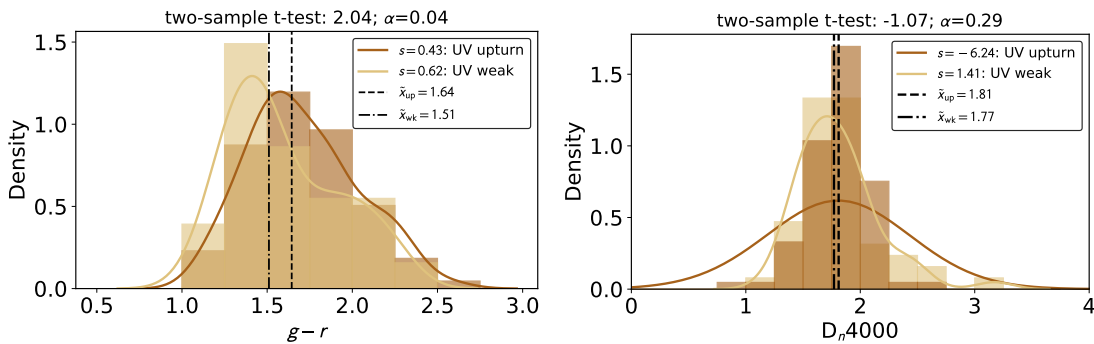 two-sample t-test: 2.04; α=0.04
Density
1.5
1.0
0.5
0.0
s = 0.43: UV upturn
s = 0.62: UV weak
x̃up = 1.64
x̃wk = 1.51
0.5 1.0 1.5 2.0 2.5 3.0
g − r
two-sample t-test: -1.07; α=0.29
Density
1.5
1.0
0.5
0.0
s = −6.24: UV upturn
s = 1.41: UV weak
x̃up = 1.81
x̃wk = 1.77
0 1 2 3 4
Dn4000